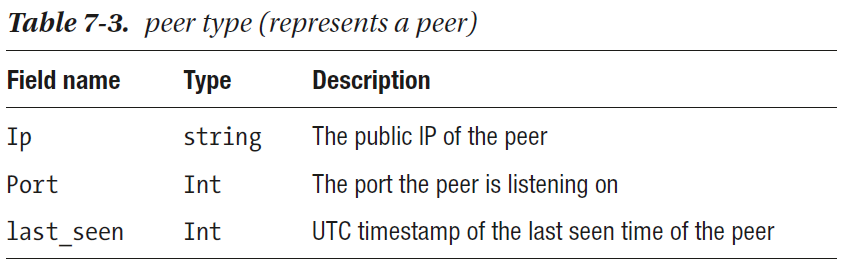 Table 7-3. peer type (represents a peer)
Field name Type Description
Ip string The public IP of the peer
Port Int The port the peer is listening on
last_seen Int UTC timestamp of the last seen time of the peer